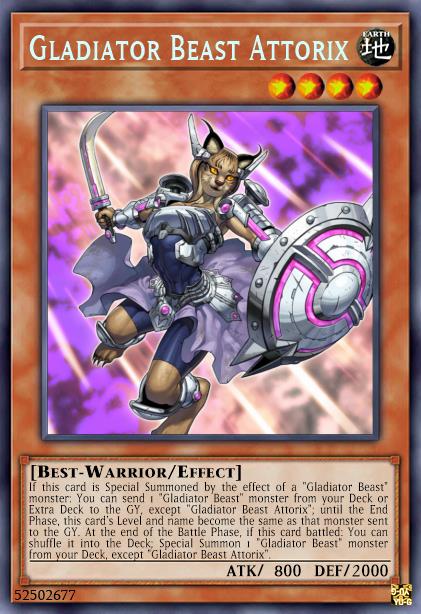 GLADIATOR BEAST ATTORIX
EARTH
地
[BEST-WARRIOR/EFFECT]
If this card is Special Summoned by the effect of a "Gladiator Beast"
monster: You can send 1 "Gladiator Beast" monster from your Deck or
Extra Deck to the GY, except "Gladiator Beast Attorix"; until the End
Phase, this card's Level and name become the same as that monster sent
to the GY. At the end of the Battle Phase, if this card battled: You can
shuffle it into the Deck; Special Summon 1 "Gladiator Beast" monster
from your Deck, except "Gladiator Beast Attorix".
ATK/ 800 DEF/2000
52502677